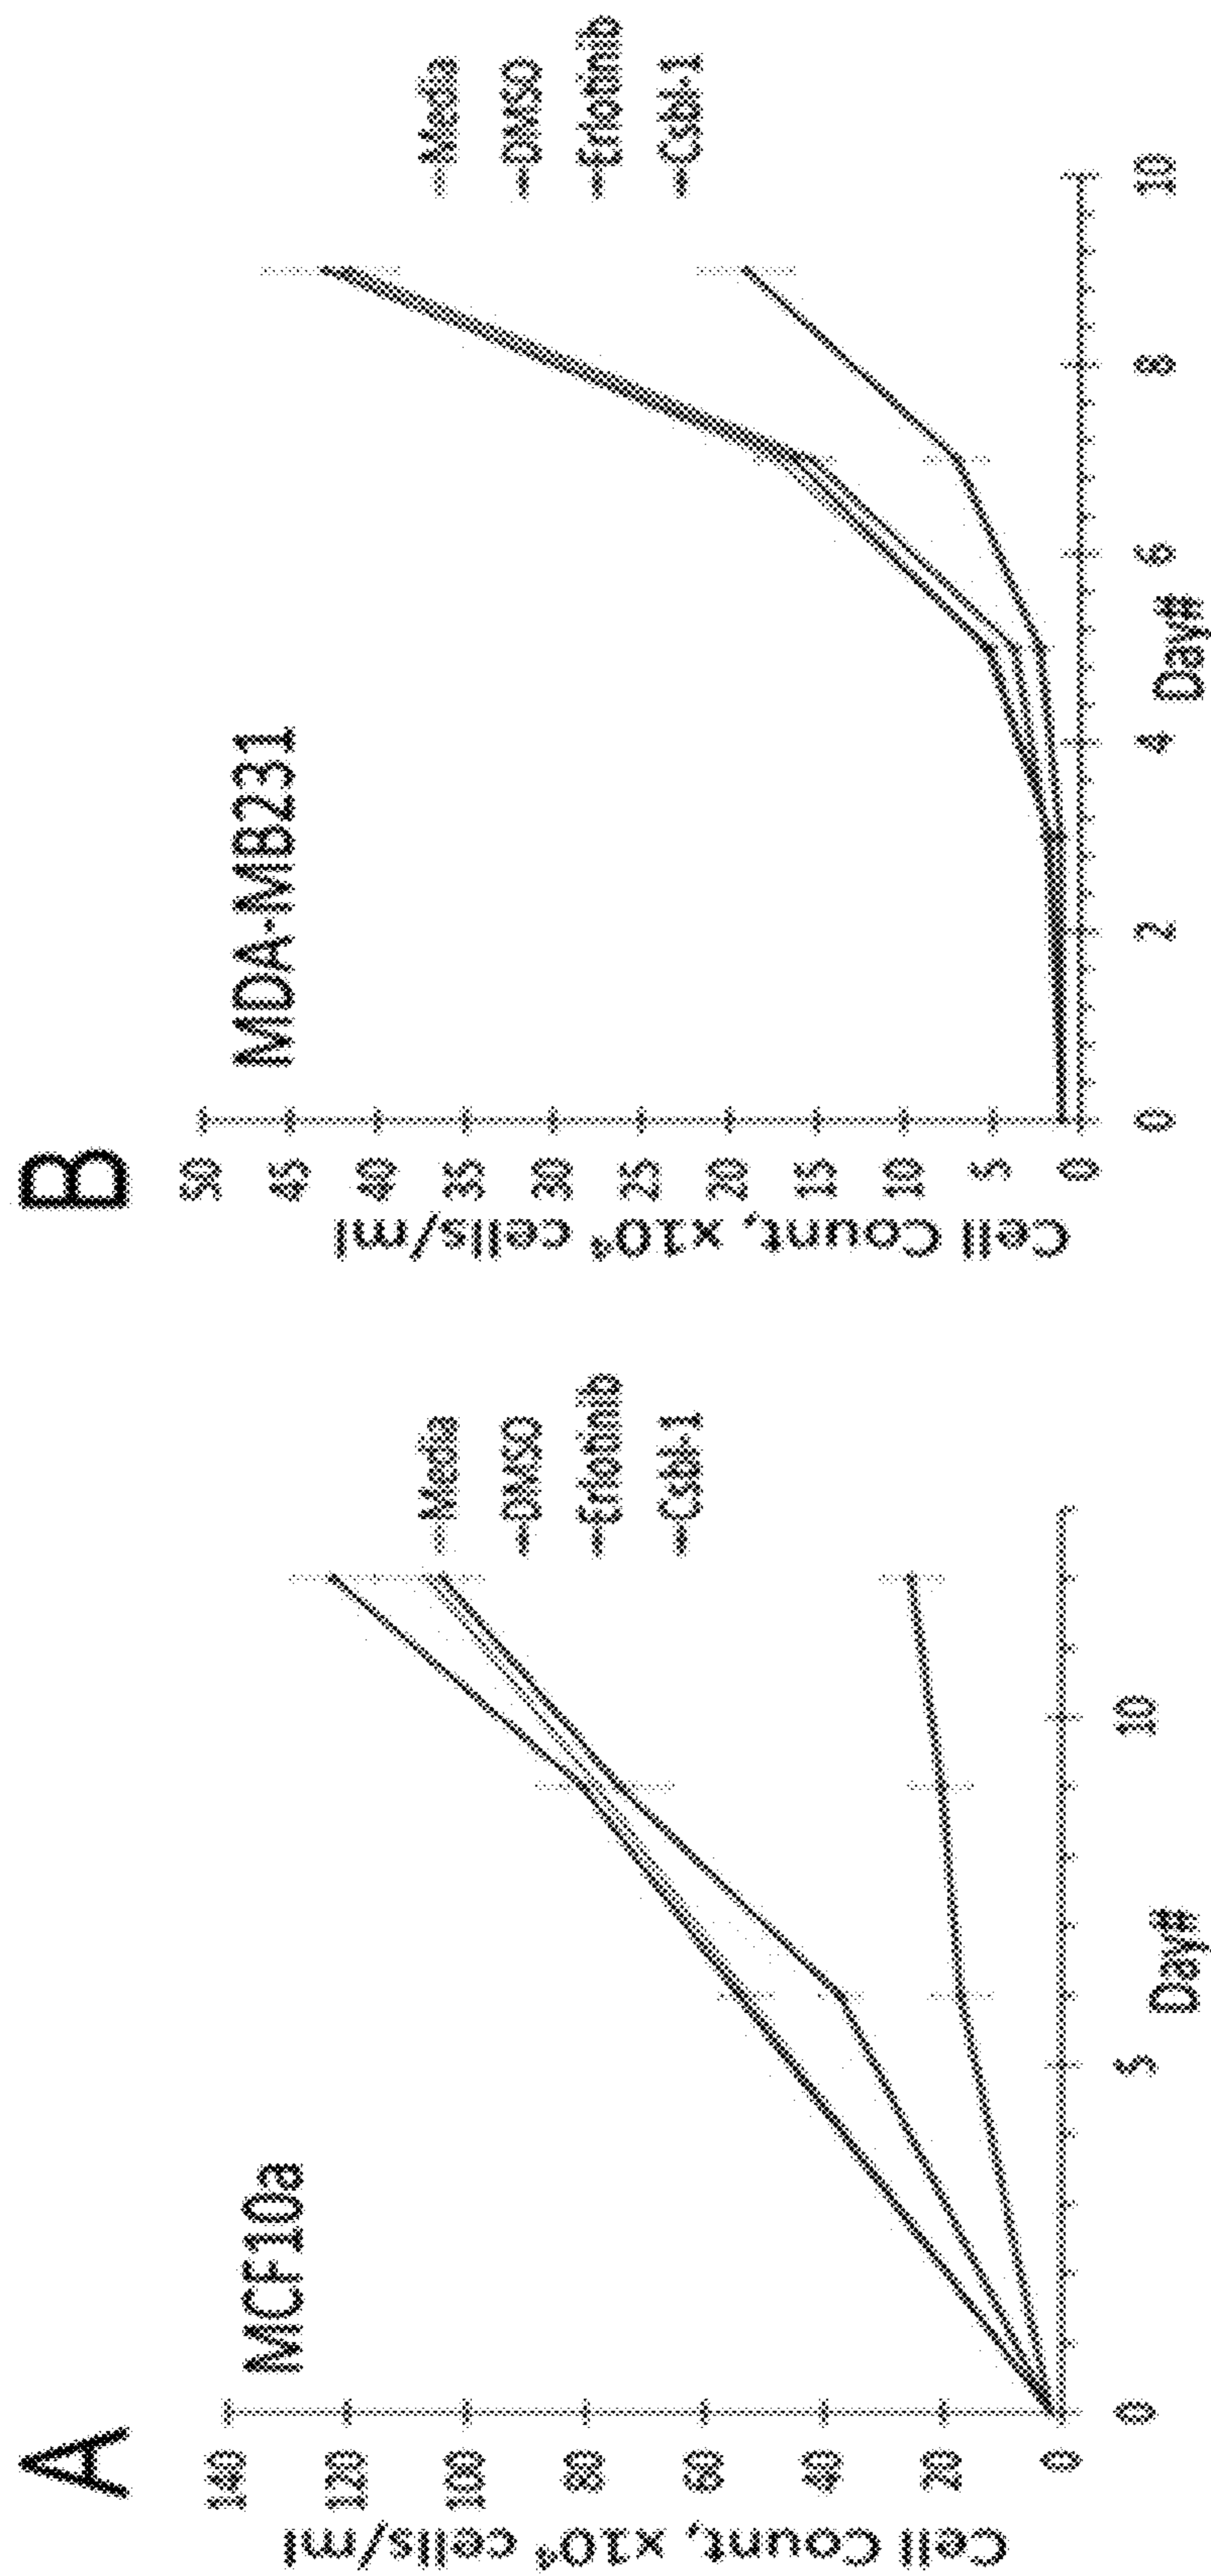 A
MCF10a
Cell Count, x10⁴ cells/ml
140
120
100
80
60
40
20
0
0
5
10
Day#
Media
DMSO
Erlotinib
Csbl-1
B
MDA-MB231
Cell Count, x10⁴ cells/ml
50
45
40
35
30
25
20
15
10
5
0
0
2
4
6
8
10
Day#
Media
DMSO
Erlotinib
Csbl-1